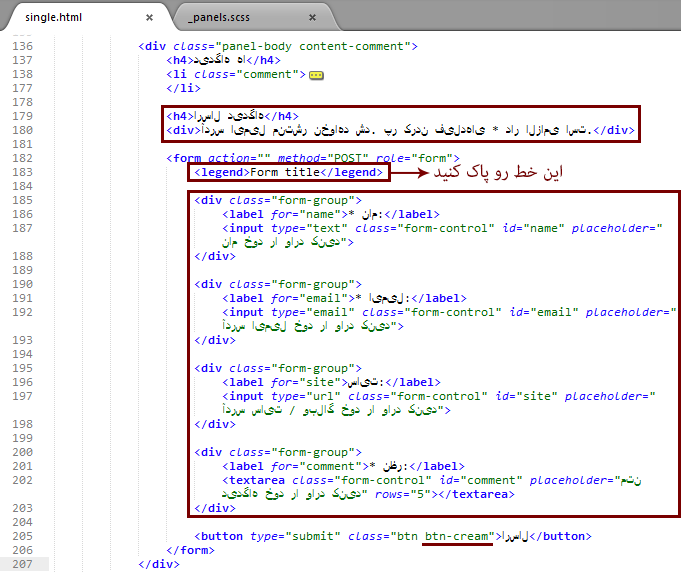 single.html × _panels.scss ×
136 <div class="panel-body content-comment">
137 <h4>دیدگاه ها</h4>
138 <li class="comment">
177 </li>
178
179 <h4>ارسال دیدگاه</h4>
180 <div>آدرس ایمیل منتشر نخواهد شد. پر کردن فیلدهای * دار الزامی است.</div>
181
182 <form action="" method="POST" role="form">
183 <legend>Form title</legend> این خط رو پاک کنید
184
185 <div class="form-group">
186 <label for="name">* نام:</label>
187 <input type="text" class="form-control" id="name" placeholder="
نام خود را وارد کنید">
188 </div>
189
190 <div class="form-group">
191 <label for="email">* ایمیل:</label>
192 <input type="email" class="form-control" id="email" placeholder="
آدرس ایمیل خود را وارد کنید">
193 </div>
194
195 <div class="form-group">
196 <label for="site">سایت:</label>
197 <input type="url" class="form-control" id="site" placeholder="
آدرس سایت / وبلاگ خود را وارد کنید">
198 </div>
199
200 <div class="form-group">
201 <label for="comment">* نظر:</label>
202 <textarea class="form-control" id="comment" placeholder="متن
دیدگاه خود را وارد کنید" rows="5"></textarea>
203 </div>
204
205 <button type="submit" class="btn btn-cream">ارسال</button>
206 </form>
207 </div>